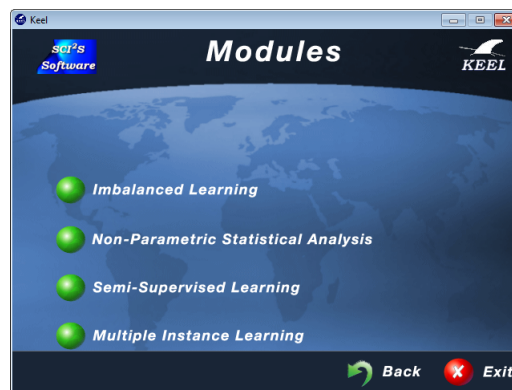 Keel
SCI²S
Software
Modules
KEEL
Imbalanced Learning
Non-Parametric Statistical Analysis
Semi-Supervised Learning
Multiple Instance Learning
Back
Exit